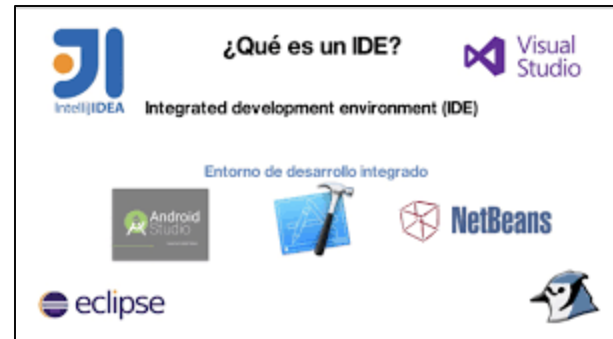 ¿Qué es un IDE?
Visual
Studio
IntellijIDEA
Integrated development environment (IDE)
Entorno de desarrollo integrado
Android
Studio
NetBeans
eclipse